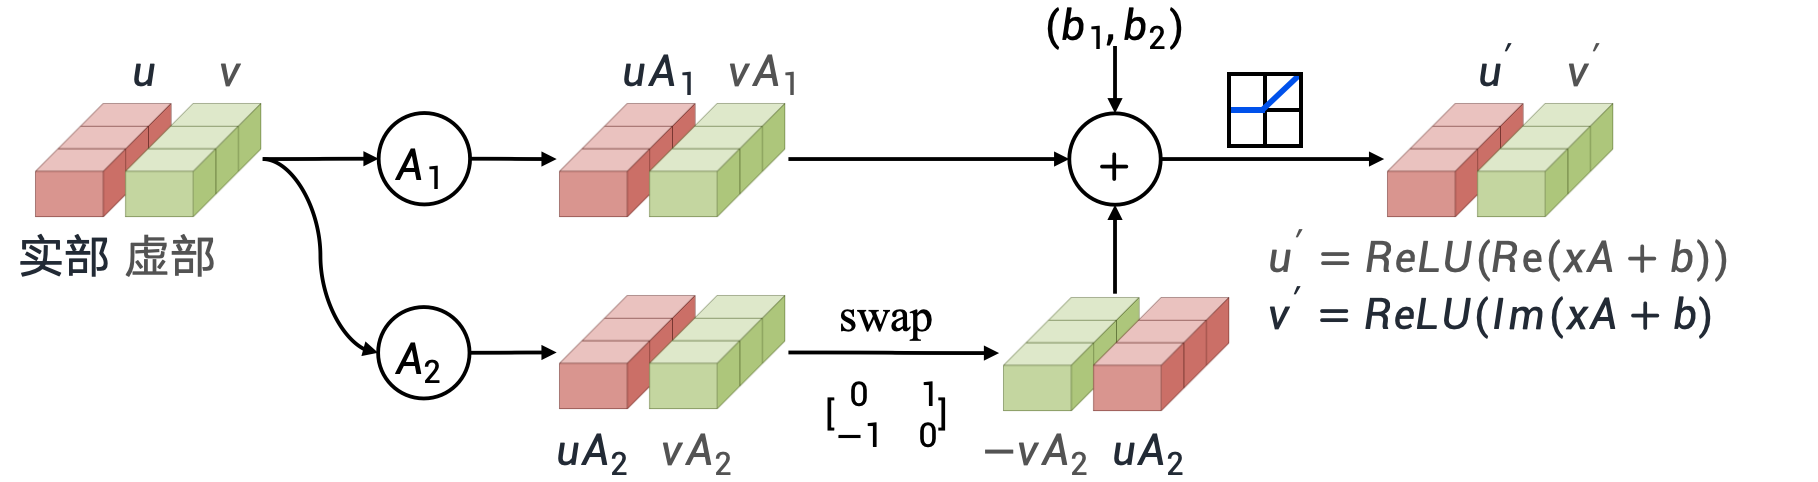 (b₁, b₂)
u v
uA₁ vA₁
u′ v′
A₁
+
实部 虚部
u′ = ReLU(Re(xA + b))
v′ = ReLU(Im(xA + b)
swap
A₂
[ 0 1
−1 0 ]
uA₂ vA₂
−vA₂ uA₂